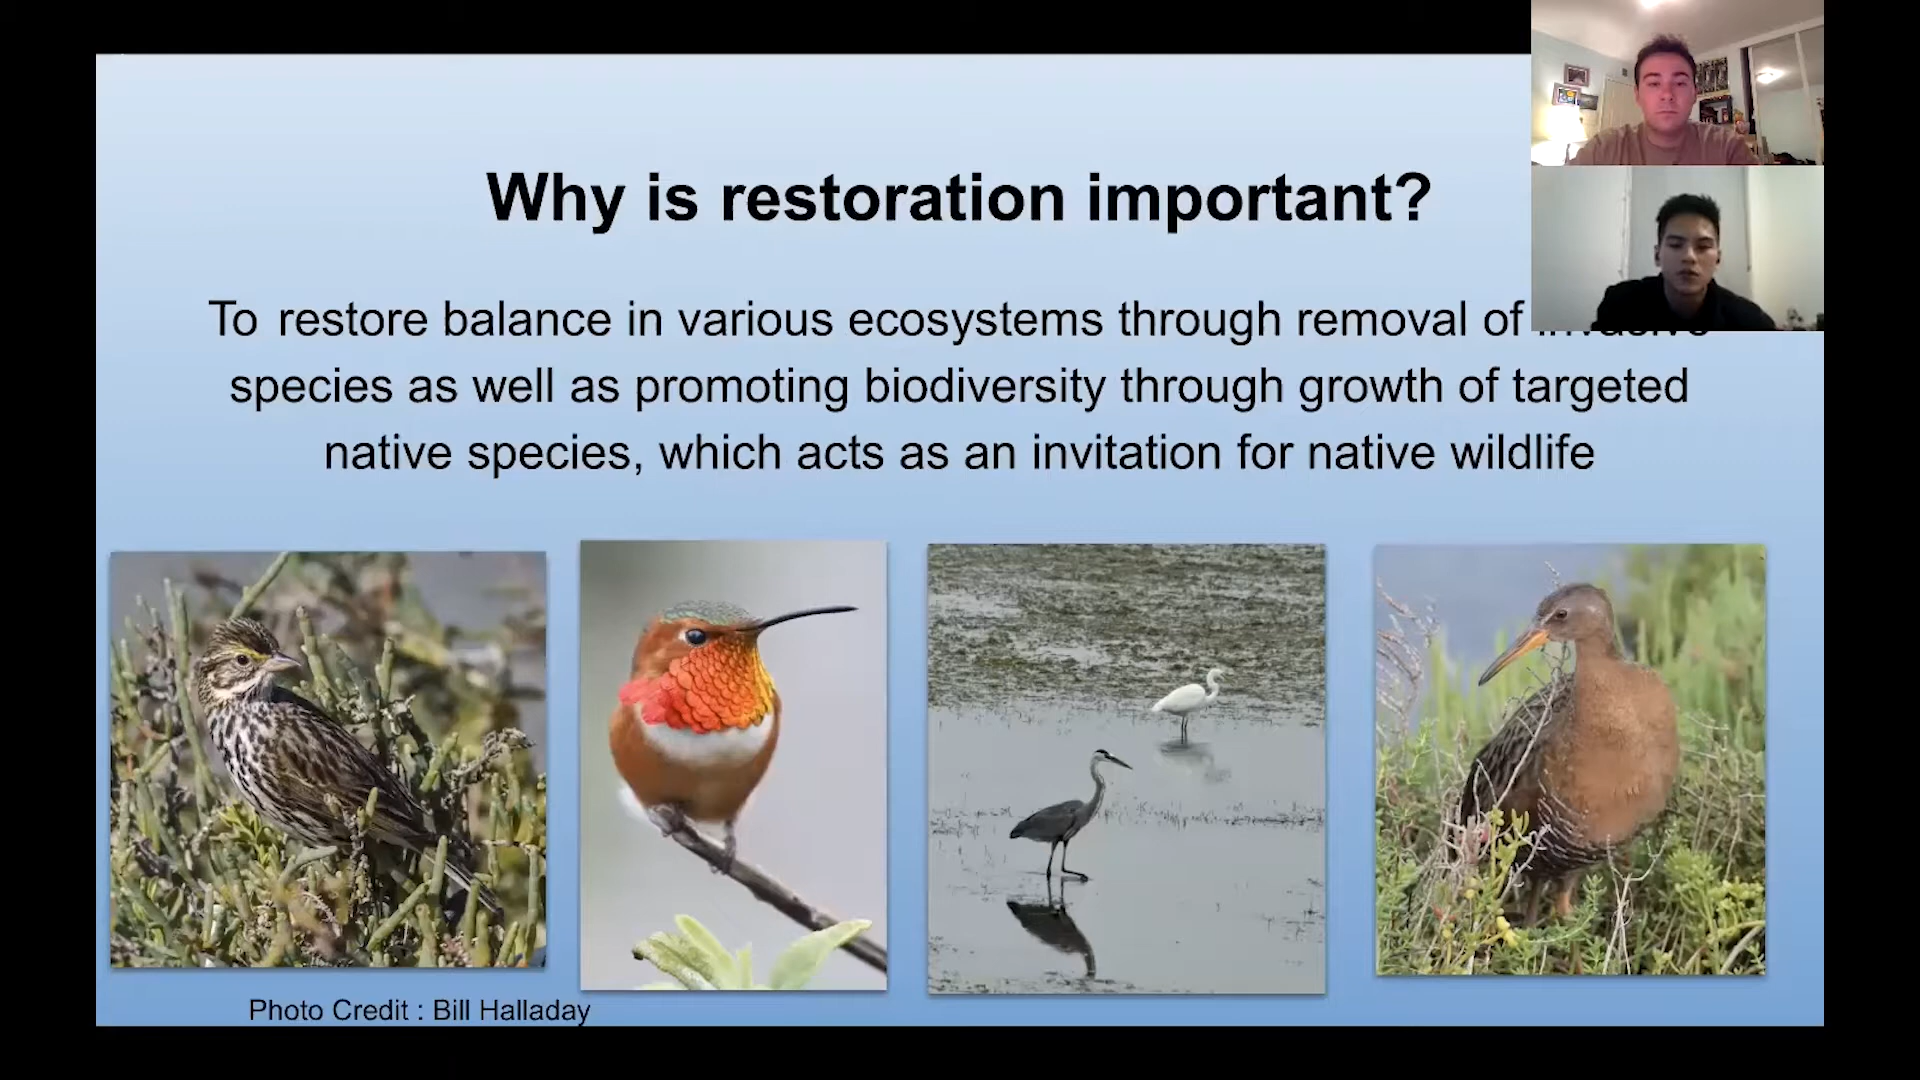 Why is restoration important?
To restore balance in various ecosystems through removal of
species as well as promoting biodiversity through growth of targeted
native species, which acts as an invitation for native wildlife
Photo Credit : Bill Halladay